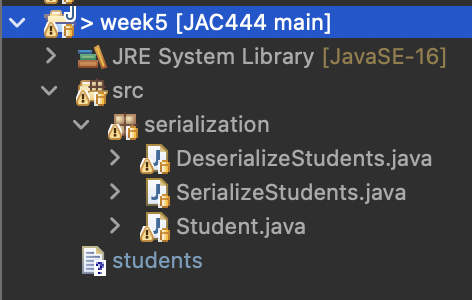 > week5 [JAC444 main]
JRE System Library [JavaSE-16]
src
serialization
DeserializeStudents.java
SerializeStudents.java
Student.java
students